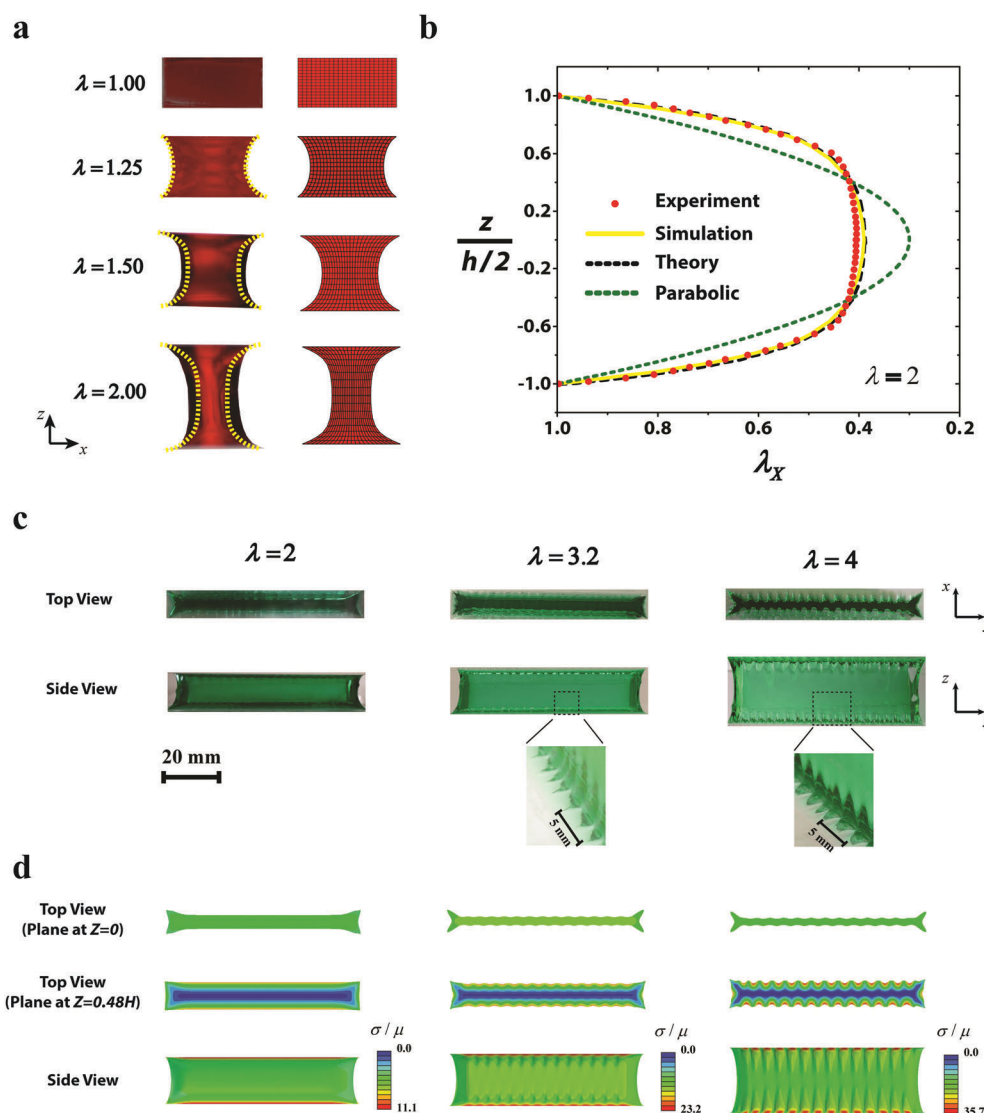 a
λ=1.00
λ=1.25
λ=1.50
λ=2.00
z
x
b
1.0
0.6
0.2
-0.2
-0.6
-1.0
z
h/2
Experiment
Simulation
Theory
Parabolic
λ=2
1.0 0.8 0.6 0.4 0.2
λX
c
λ=2 λ=3.2 λ=4
Top View
x
Side View
z
20 mm
5 mm
5 mm
d
Top View
(Plane at Z=0)
Top View
(Plane at Z=0.48H)
Side View
σ/μ
0.0
11.1
σ/μ
0.0
23.2
σ/μ
0.0
35.7